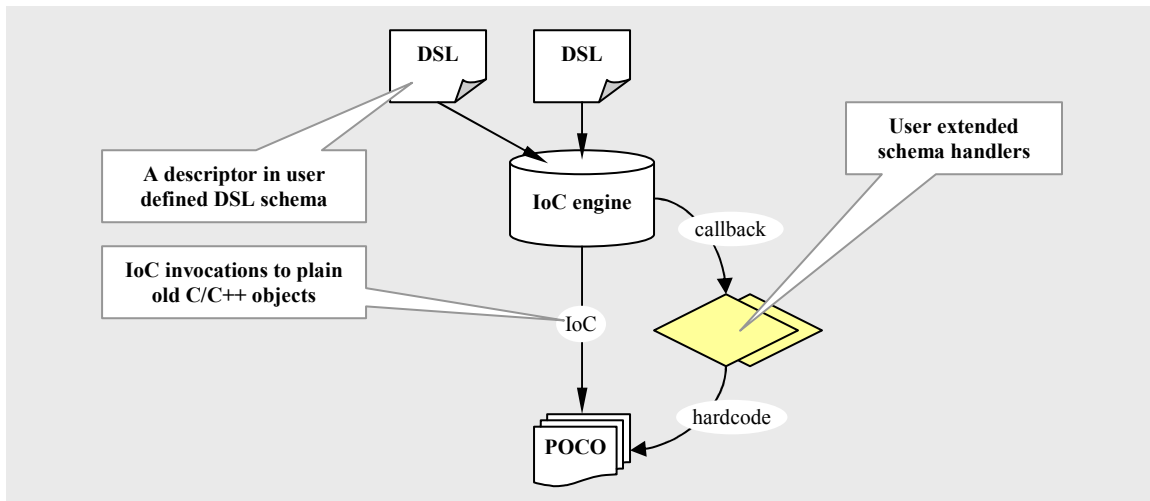 DSL
DSL
User extended
schema handlers
A descriptor in user
defined DSL schema
IoC engine
callback
IoC invocations to plain
old C/C++ objects
IoC
hardcode
POCO